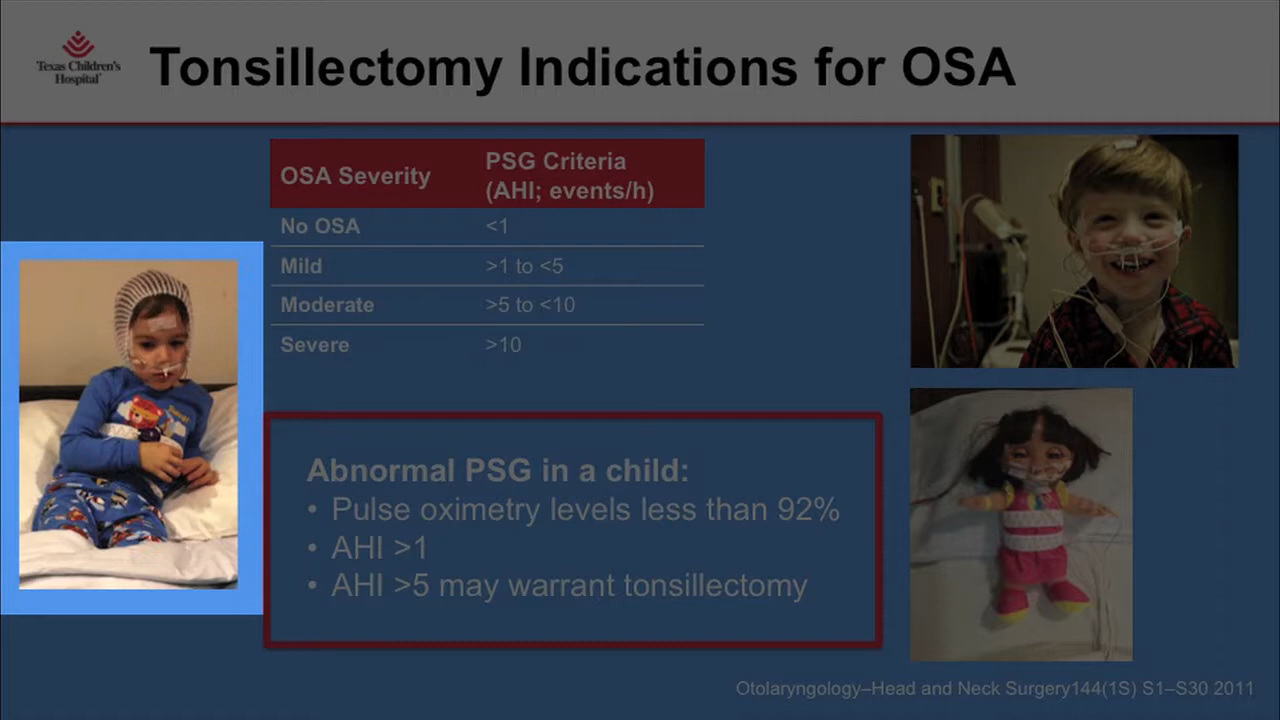 Texas Children's
Hospital
Tonsillectomy Indications for OSA
OSA Severity
PSG Criteria
(AHI; events/h)
No OSA
<1
Mild
>1 to <5
Moderate
>5 to <10
Severe
>10
Abnormal PSG in a child:
• Pulse oximetry levels less than 92%
• AHI >1
• AHI >5 may warrant tonsillectomy
Otolaryngology–Head and Neck Surgery144(1S) S1–S30 2011